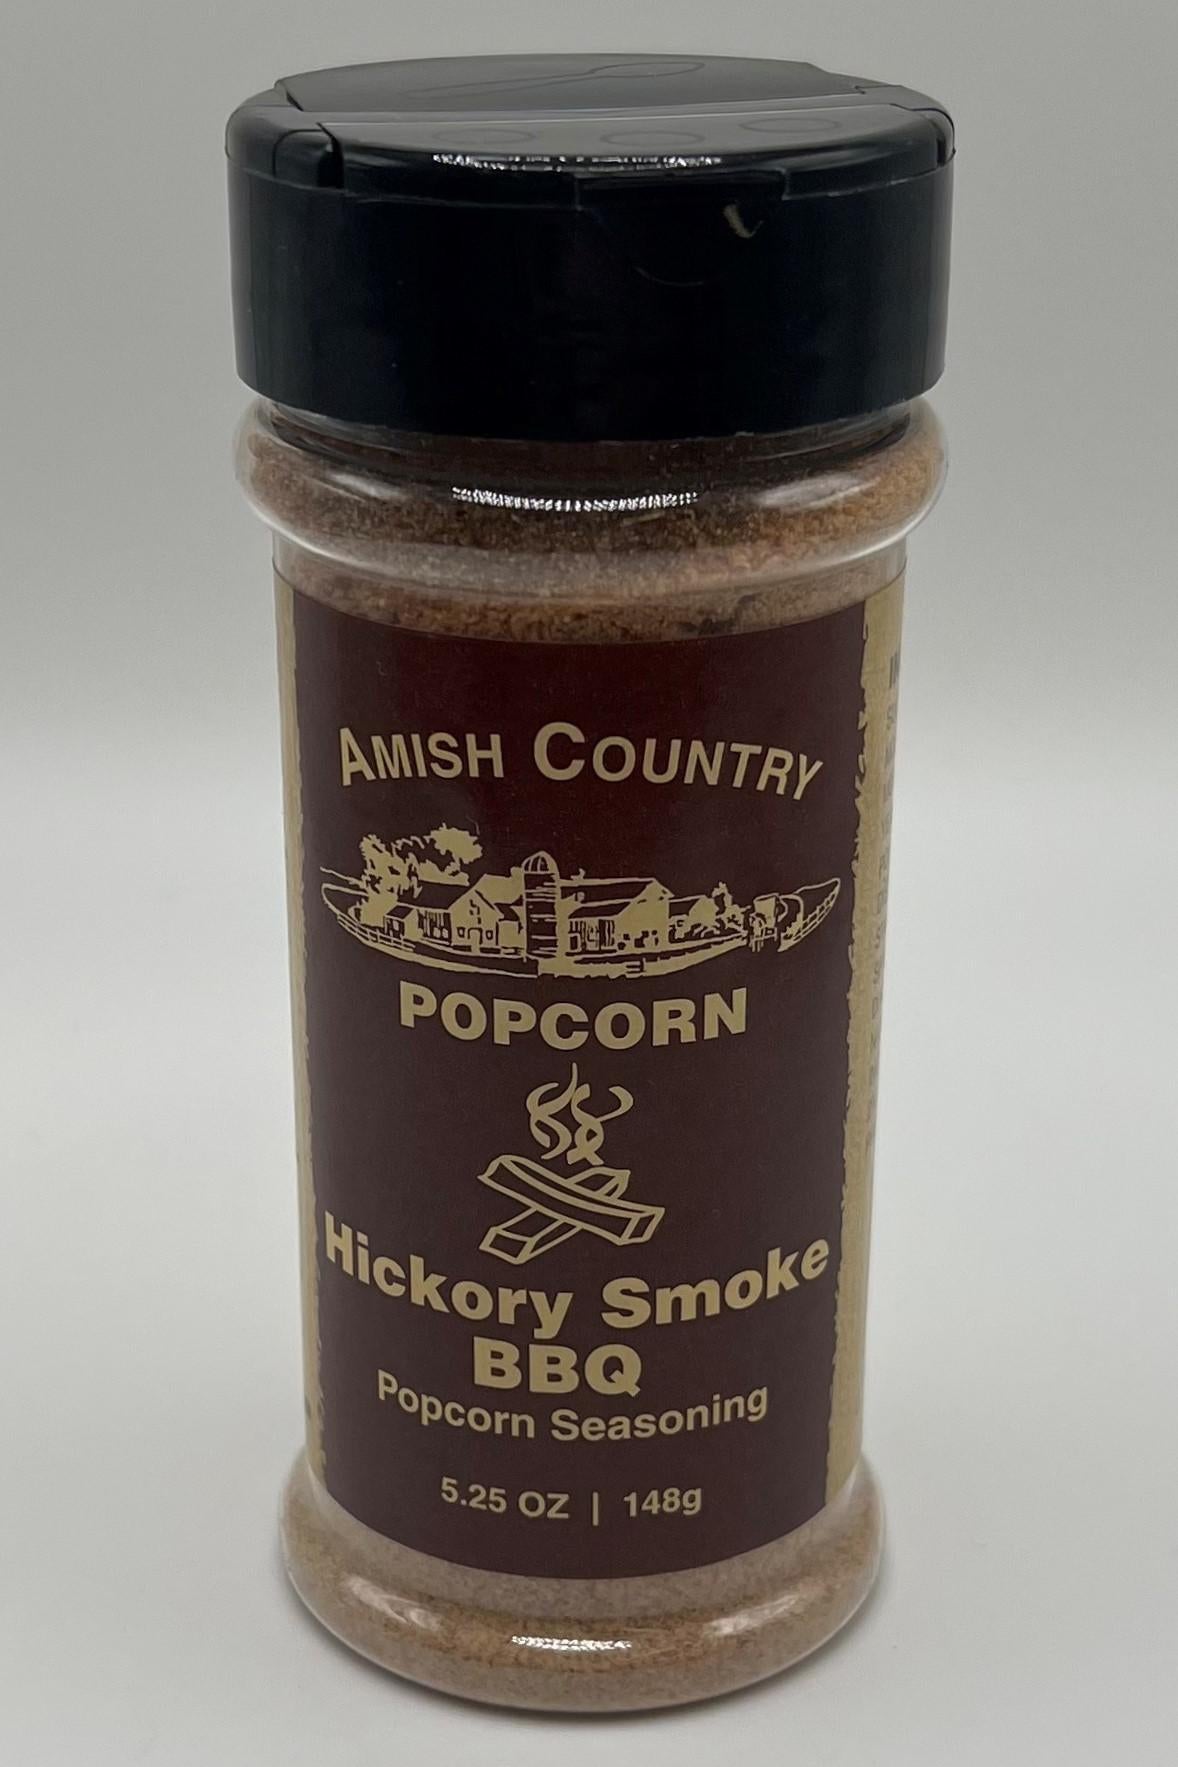 AMISH COUNTRY
POPCORN
Hickory Smoke
BBQ
Popcorn Seasoning
5.25 OZ | 148g